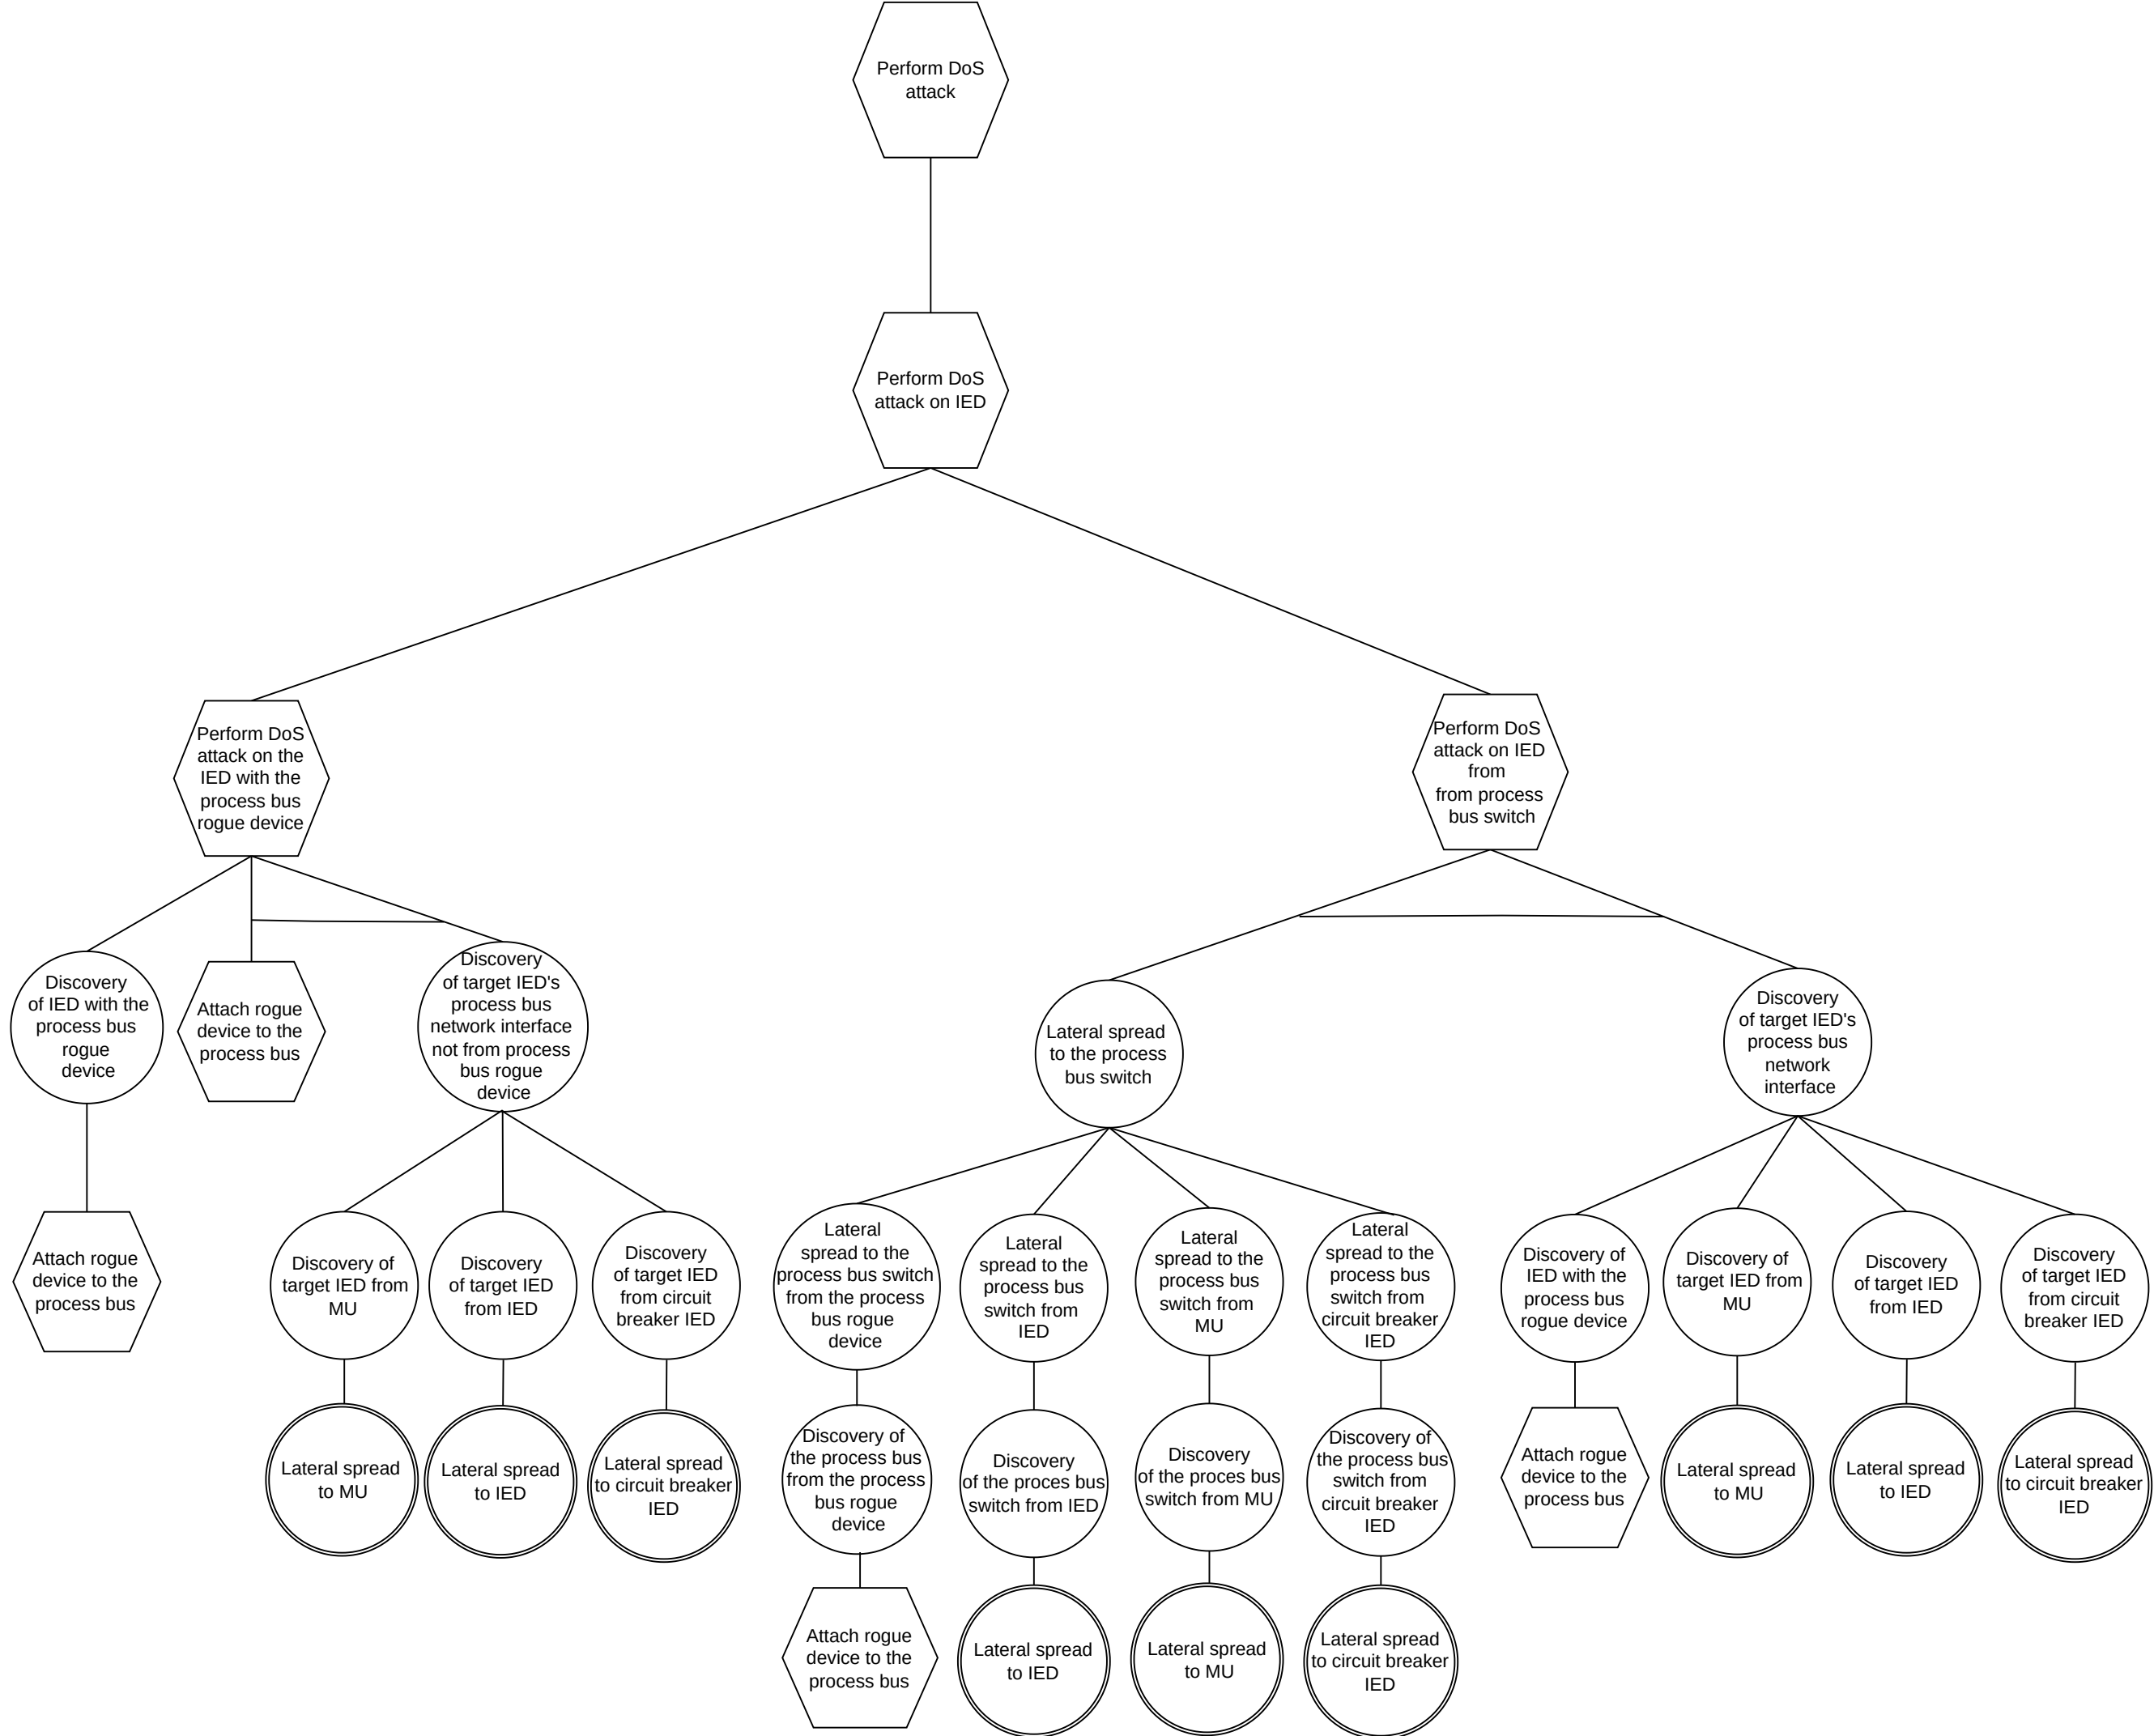 Perform DoS
attack
Perform DoS
attack on IED
Perform DoS
attack on the
IED with the
process bus
rogue device
Perform DoS
attack on IED
from
from process
bus switch
Discovery
of IED with the
process bus
rogue
device
Attach rogue
device to the
process bus
Discovery
of target IED's
process bus
network interface
not from process
bus rogue
device
Lateral spread
to the process
bus switch
Discovery
of target IED's
process bus
network
interface
Attach rogue
device to the
process bus
Discovery of
target IED from
MU
Discovery
of target IED
from IED
Discovery
of target IED
from circuit
breaker IED
Lateral
spread to the
process bus switch
from the process
bus rogue
device
Lateral
spread to the
process bus
switch from
IED
Lateral
spread to the
process bus
switch from
MU
Lateral
spread to the
process bus
switch from
circuit breaker
IED
Discovery of
IED with the
process bus
rogue device
Discovery of
target IED from
MU
Discovery
of target IED
from IED
Discovery
of target IED
from circuit
breaker IED
Lateral spread
to MU
Lateral spread
to IED
Lateral spread
to circuit breaker
IED
Discovery of
the process bus
from the process
bus rogue
device
Discovery
of the proces bus
switch from IED
Discovery
of the proces bus
switch from MU
Discovery of
the process bus
switch from
circuit breaker
IED
Attach rogue
device to the
process bus
Lateral spread
to MU
Lateral spread
to IED
Lateral spread
to circuit breaker
IED
Attach rogue
device to the
process bus
Lateral spread
to IED
Lateral spread
to MU
Lateral spread
to circuit breaker
IED